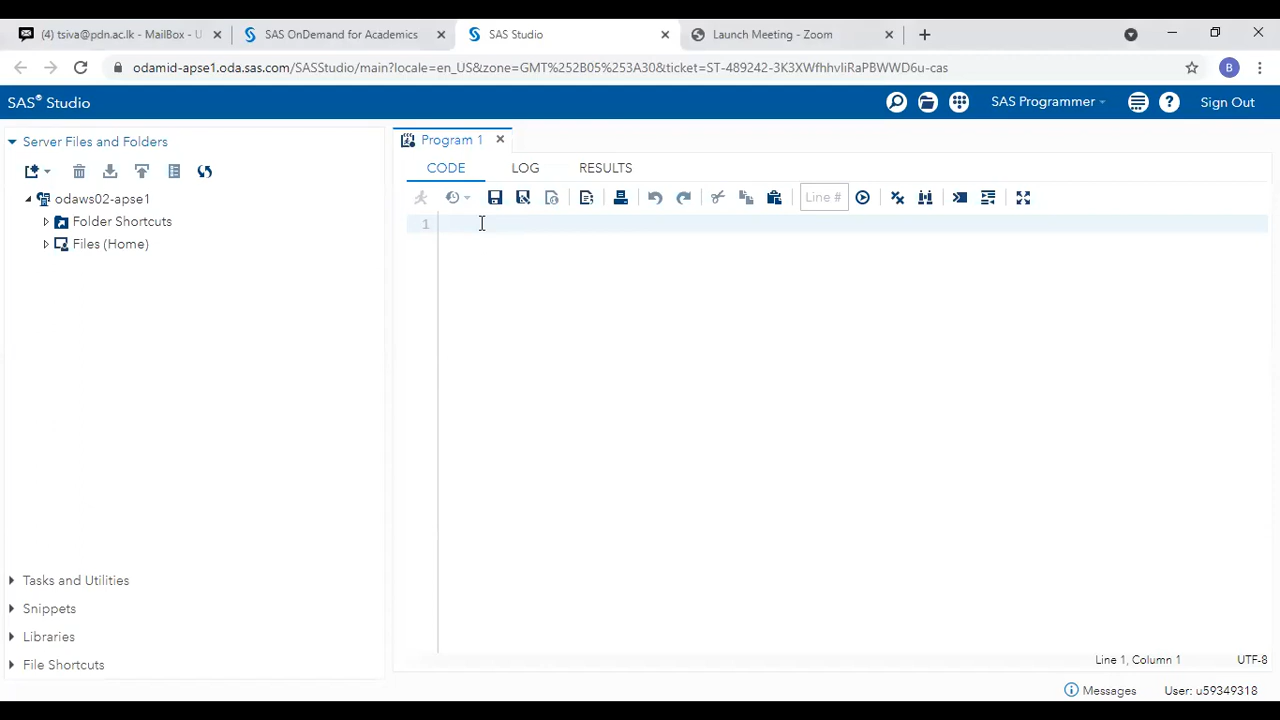 (4) tsiva@pdn.ac.lk - MailBox - U
SAS OnDemand for Academics
SAS Studio
Launch Meeting - Zoom
odamid-apse1.oda.sas.com/SASStudio/main?locale=en_US&zone=GMT%252B05%253A30&ticket=ST-489242-3K3XWfhhvIiRaPBWWD6u-cas
B
SAS® Studio
SAS Programmer
Sign Out
Server Files and Folders
odaws02-apse1
Folder Shortcuts
Files (Home)
Tasks and Utilities
Snippets
Libraries
File Shortcuts
Program 1
CODE
LOG
RESULTS
Line #
1
Line 1, Column 1
UTF-8
Messages
User: u59349318